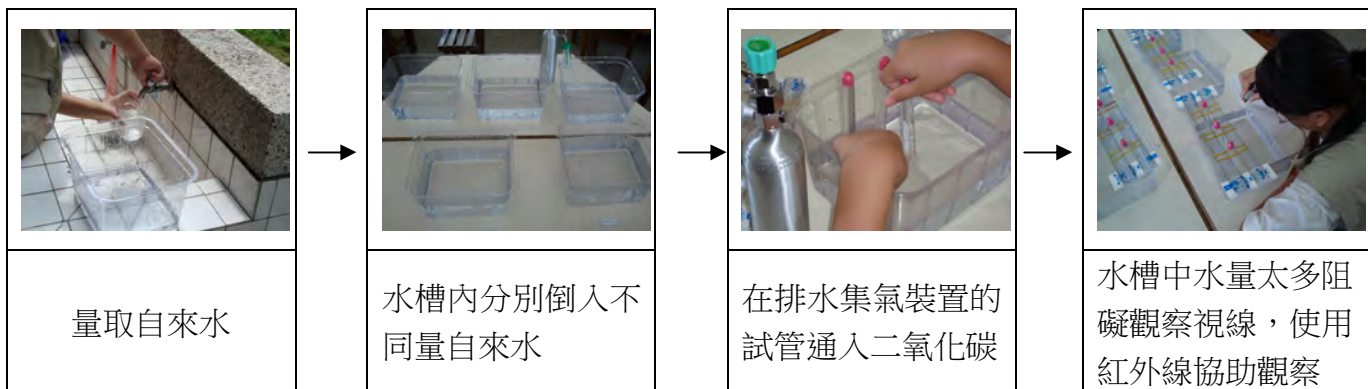 量取自來水
水槽內分別倒入不
同量自來水
在排水集氣裝置的
試管通入二氧化碳
水槽中水量太多阻
礙觀察視線，使用
紅外線協助觀察